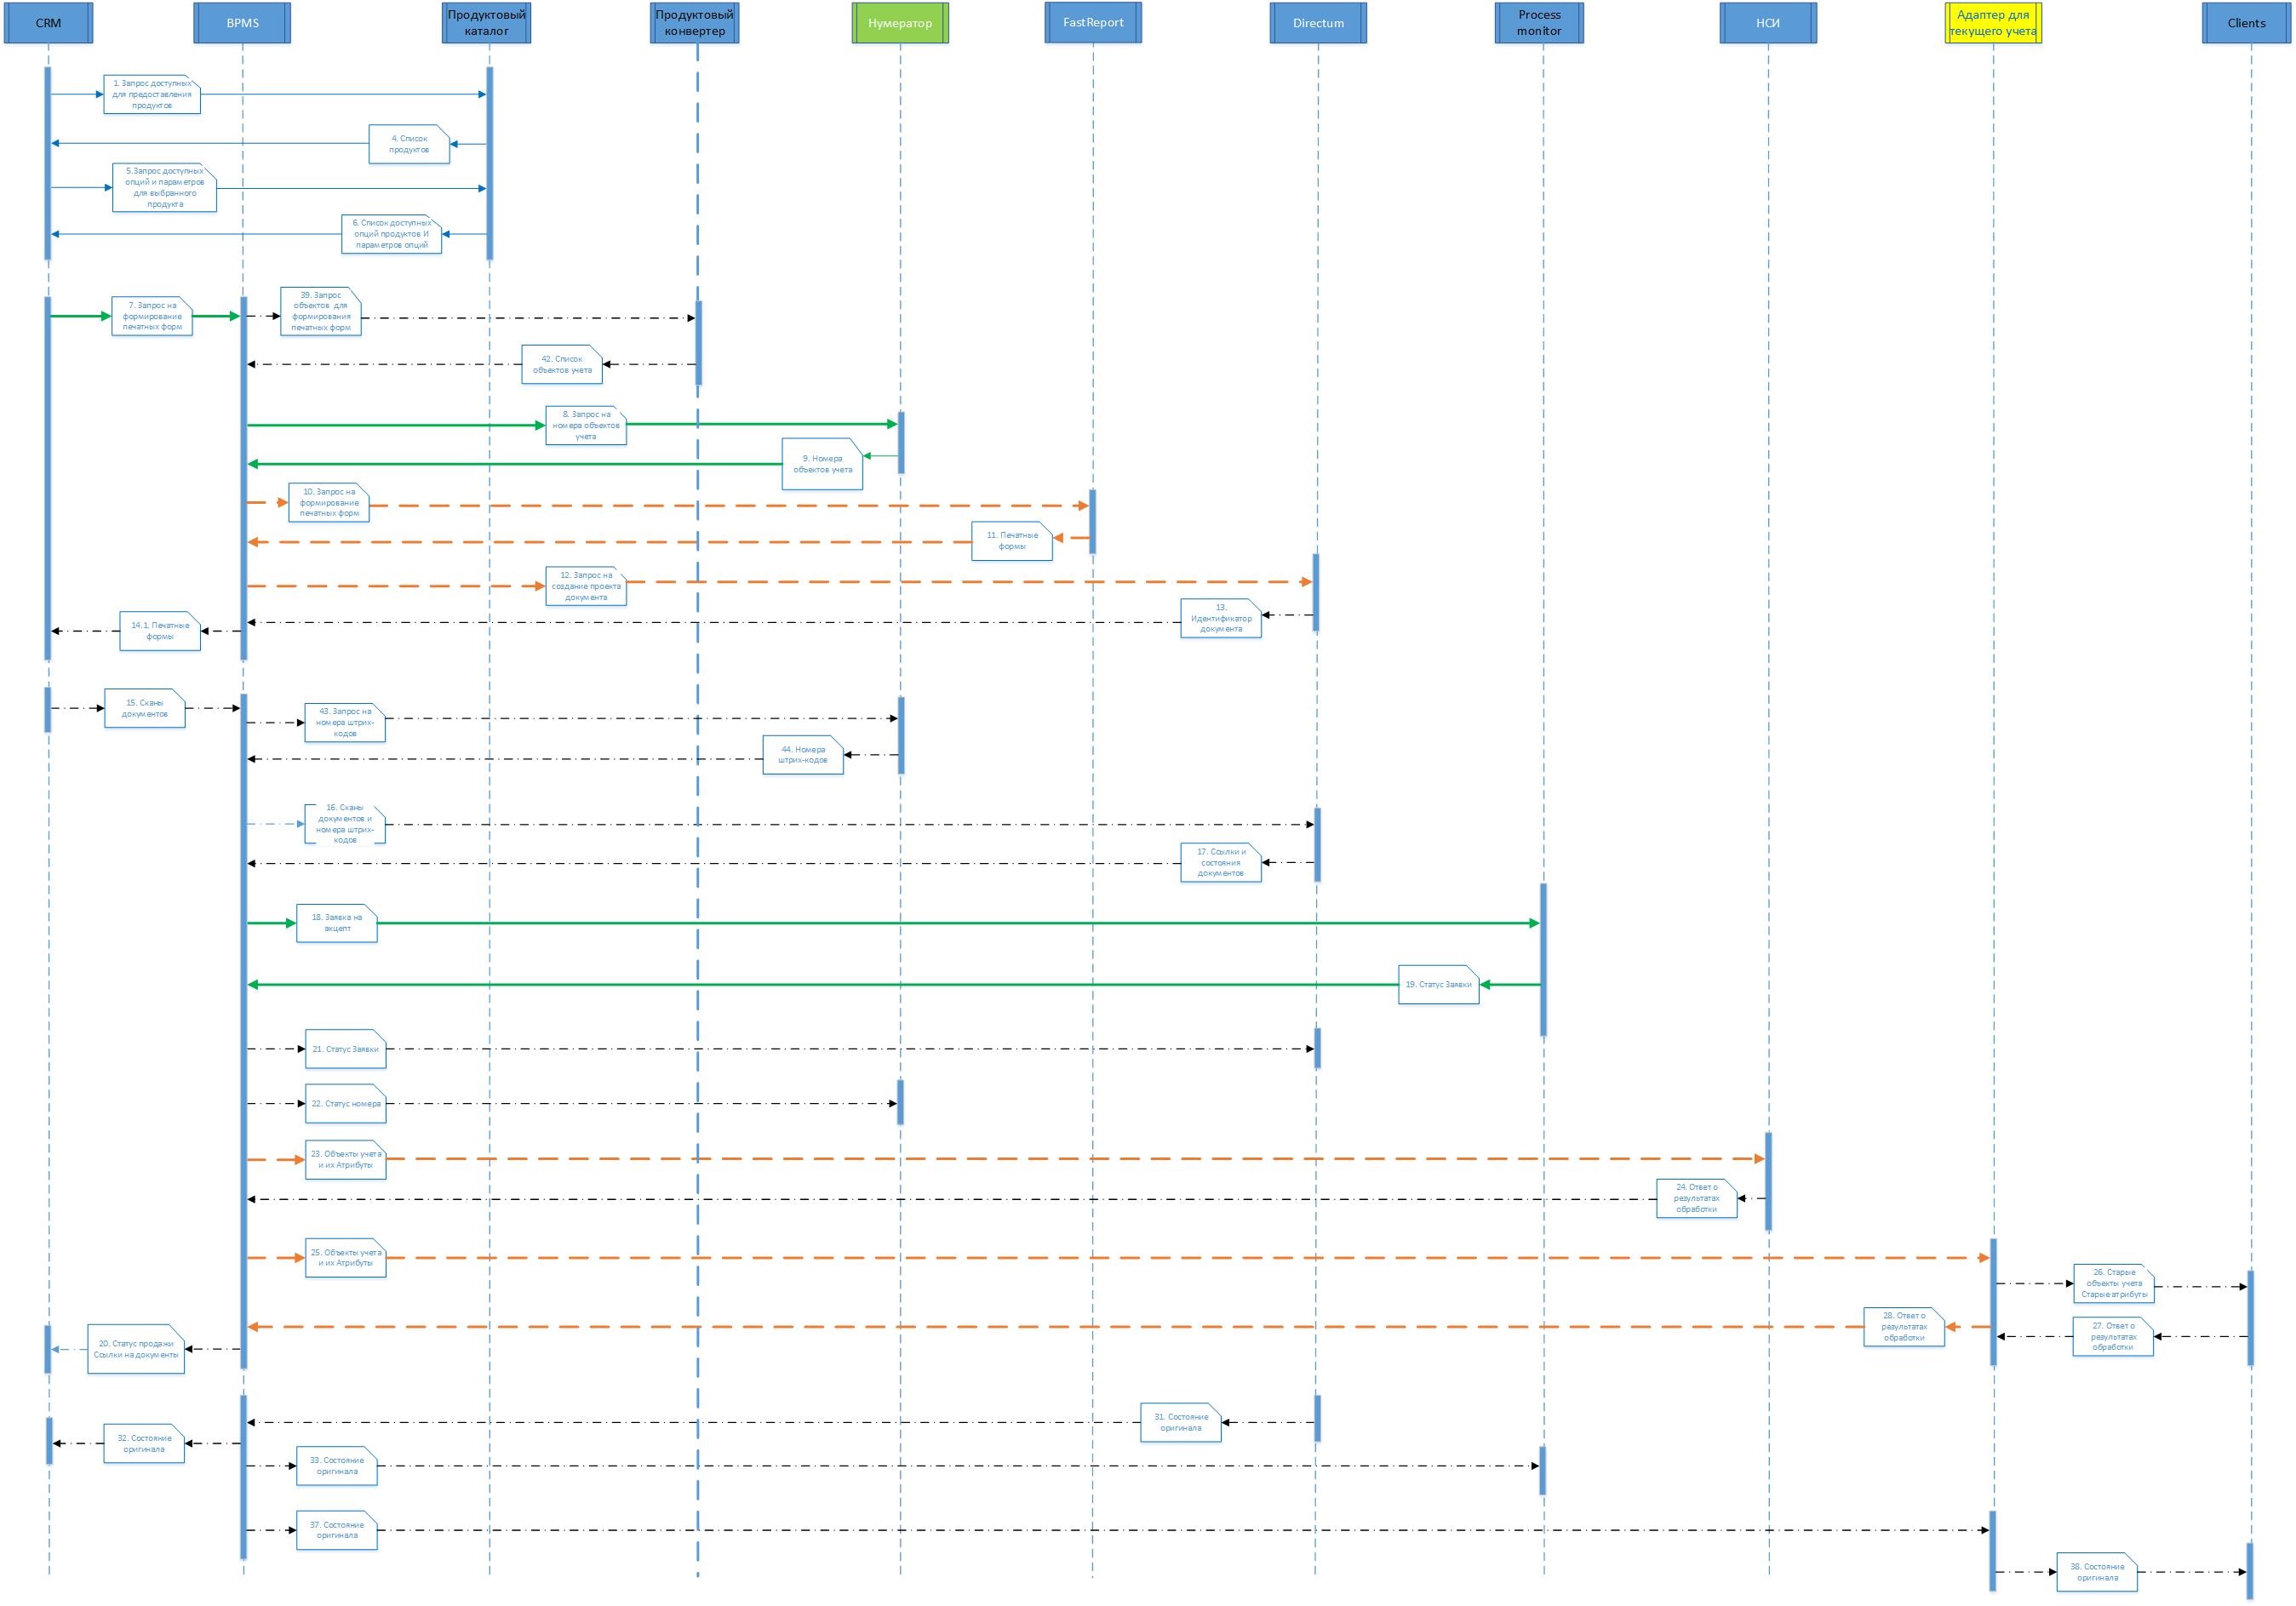 CRM
BPMS
Продуктовый
каталог
Продуктовый
конвертер
Нумератор
FastReport
Directum
Process
monitor
НСИ
Адаптер для
текущего учета
Clients
1. Запрос доступных
для предоставления
продуктов
4. Список
продуктов
5.Запрос доступных
опций и параметров
для выбранного
продукта
6. Список доступных
опций продуктов И
параметров опций
7. Запрос на
формирование
печатных форм
39. Запрос
объектов для
формирования
печатных форм
42. Список
объектов учета
8. Запрос на
номера объектов
учета
9. Номера
объектов учета
10. Запрос на
формирование
печатных форм
11. Печатные
формы
12. Запрос на
создание проекта
документа
13.
Идентификатор
документа
14.1. Печатные
формы
15. Сканы
документов
43. Запрос на
номера штрих-
кодов
44. Номера
штрих-кодов
16. Сканы
документов и
номера штрих-
кодов
17. Ссылки и
состояния
документов
18. Заявка на
акцепт
19. Статус Заявки
21. Статус Заявки
22. Статус номера
23. Объекты учета
и их Атрибуты
24. Ответ о
результатах
обработки
25. Объекты учета
и их Атрибуты
26. Старые
объекты учета
Старые атрибуты
28. Ответ о
результатах
обработки
27. Ответ о
результатах
обработки
20. Статус продажи
Ссылки на документы
31. Состояние
оригинала
32. Состояние
оригинала
33. Состояние
оригинала
37. Состояние
оригинала
38. Состояние
оригинала